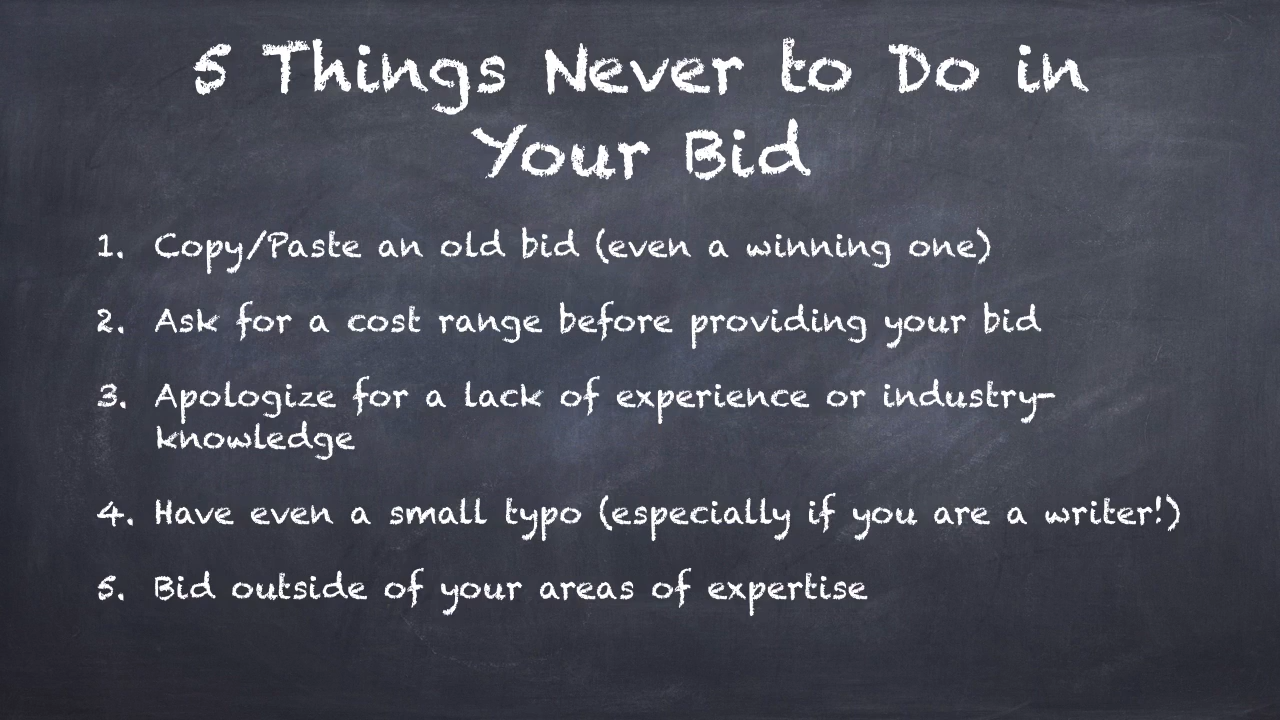 5 Things Never to Do in
Your Bid
1. Copy/Paste an old bid (even a winning one)
2. Ask for a cost range before providing your bid
3. Apologize for a lack of experience or industry-
knowledge
4. Have even a small typo (especially if you are a writer!)
5. Bid outside of your areas of expertise